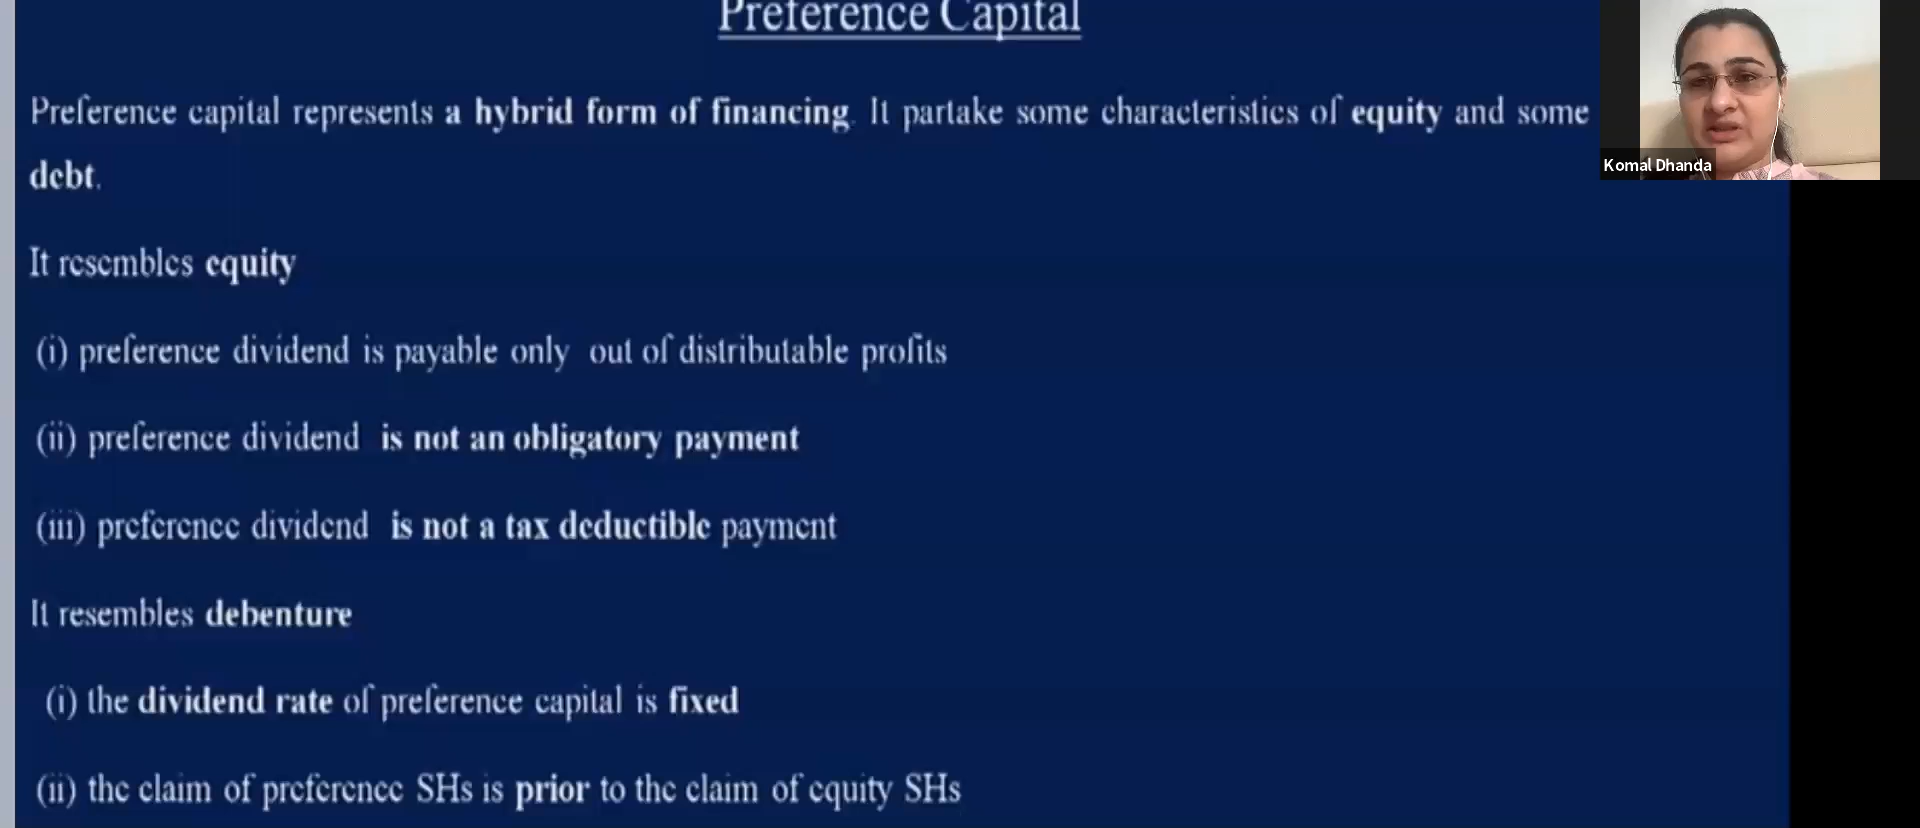 Preference Capital
Preference capital represents a hybrid form of financing. It partake some characteristics of equity and some
debt.
It resembles equity
(i) preference dividend is payable only out of distributable profits
(ii) preference dividend is not an obligatory payment
(iii) preference dividend is not a tax deductible payment
It resembles debenture
(i) the dividend rate of preference capital is fixed
(ii) the claim of preference SHs is prior to the claim of equity SHs
Komal Dhanda